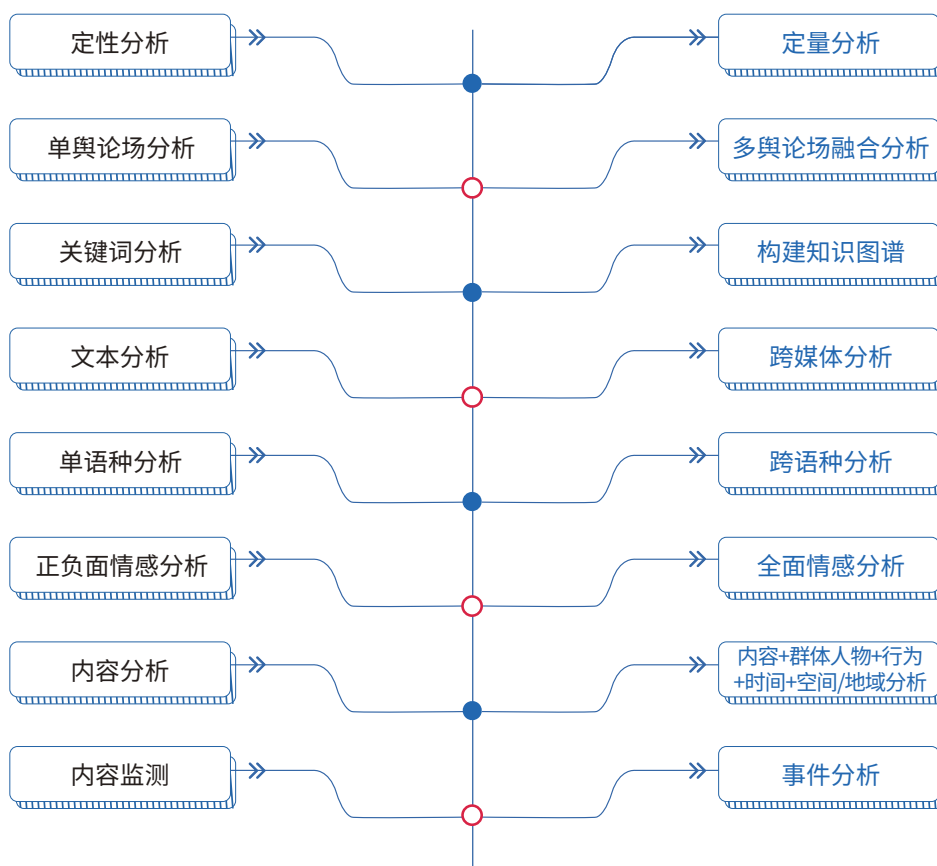 定性分析
定量分析
单舆论场分析
多舆论场融合分析
关键词分析
构建知识图谱
文本分析
跨媒体分析
单语种分析
跨语种分析
正负面情感分析
全面情感分析
内容分析
内容+群体人物+行为
+时间+空间/地域分析
内容监测
事件分析